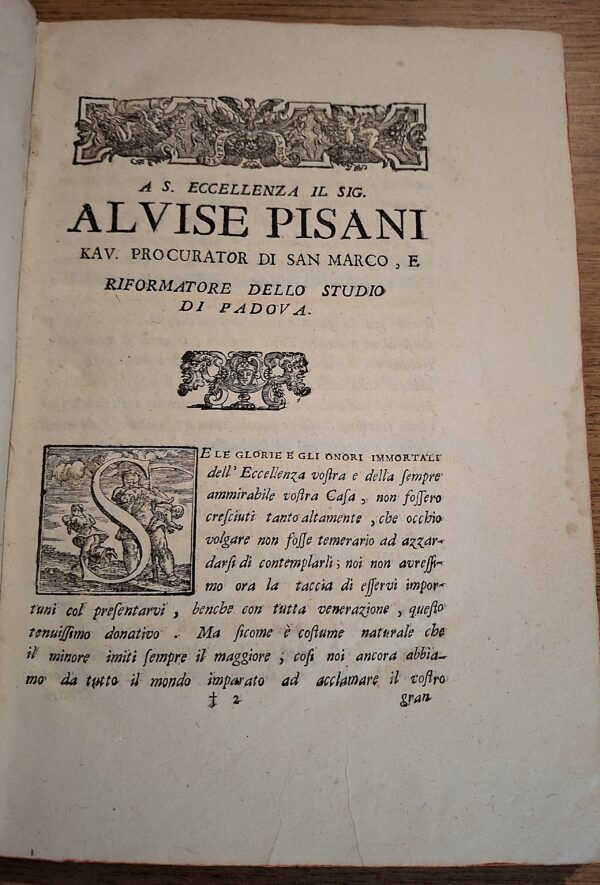 A S. ECCELLENZA IL SIG.
ALVISE PISANI
KAV. PROCURATOR DI SAN MARCO , E
RIFORMATORE DELLO STUDIO
DI PADOVA.
SE LE GLORIE E GLI ONORI IMMORTALI
dell' Eccellenza voſtra e della ſempre
ammirabile voſtra Caſa , non foſſero
creſciuti tanto altamente , che occhio
volgare non foſſe temerario ad azzar-
darſi di contemplarli ; noi non avreſſi-
mo ora la taccia di eſſervi impor-
tuni col preſentarvi , benche con tutta venerazione , queſto
tenuiſſimo donativo . Ma ſicome è coſtume naturale che
il minore imiti ſempre il maggiore ; coſi noi ancora abbia-
mo da tutto il mondo imparato ad acclamare il voſtro
† 2 gran